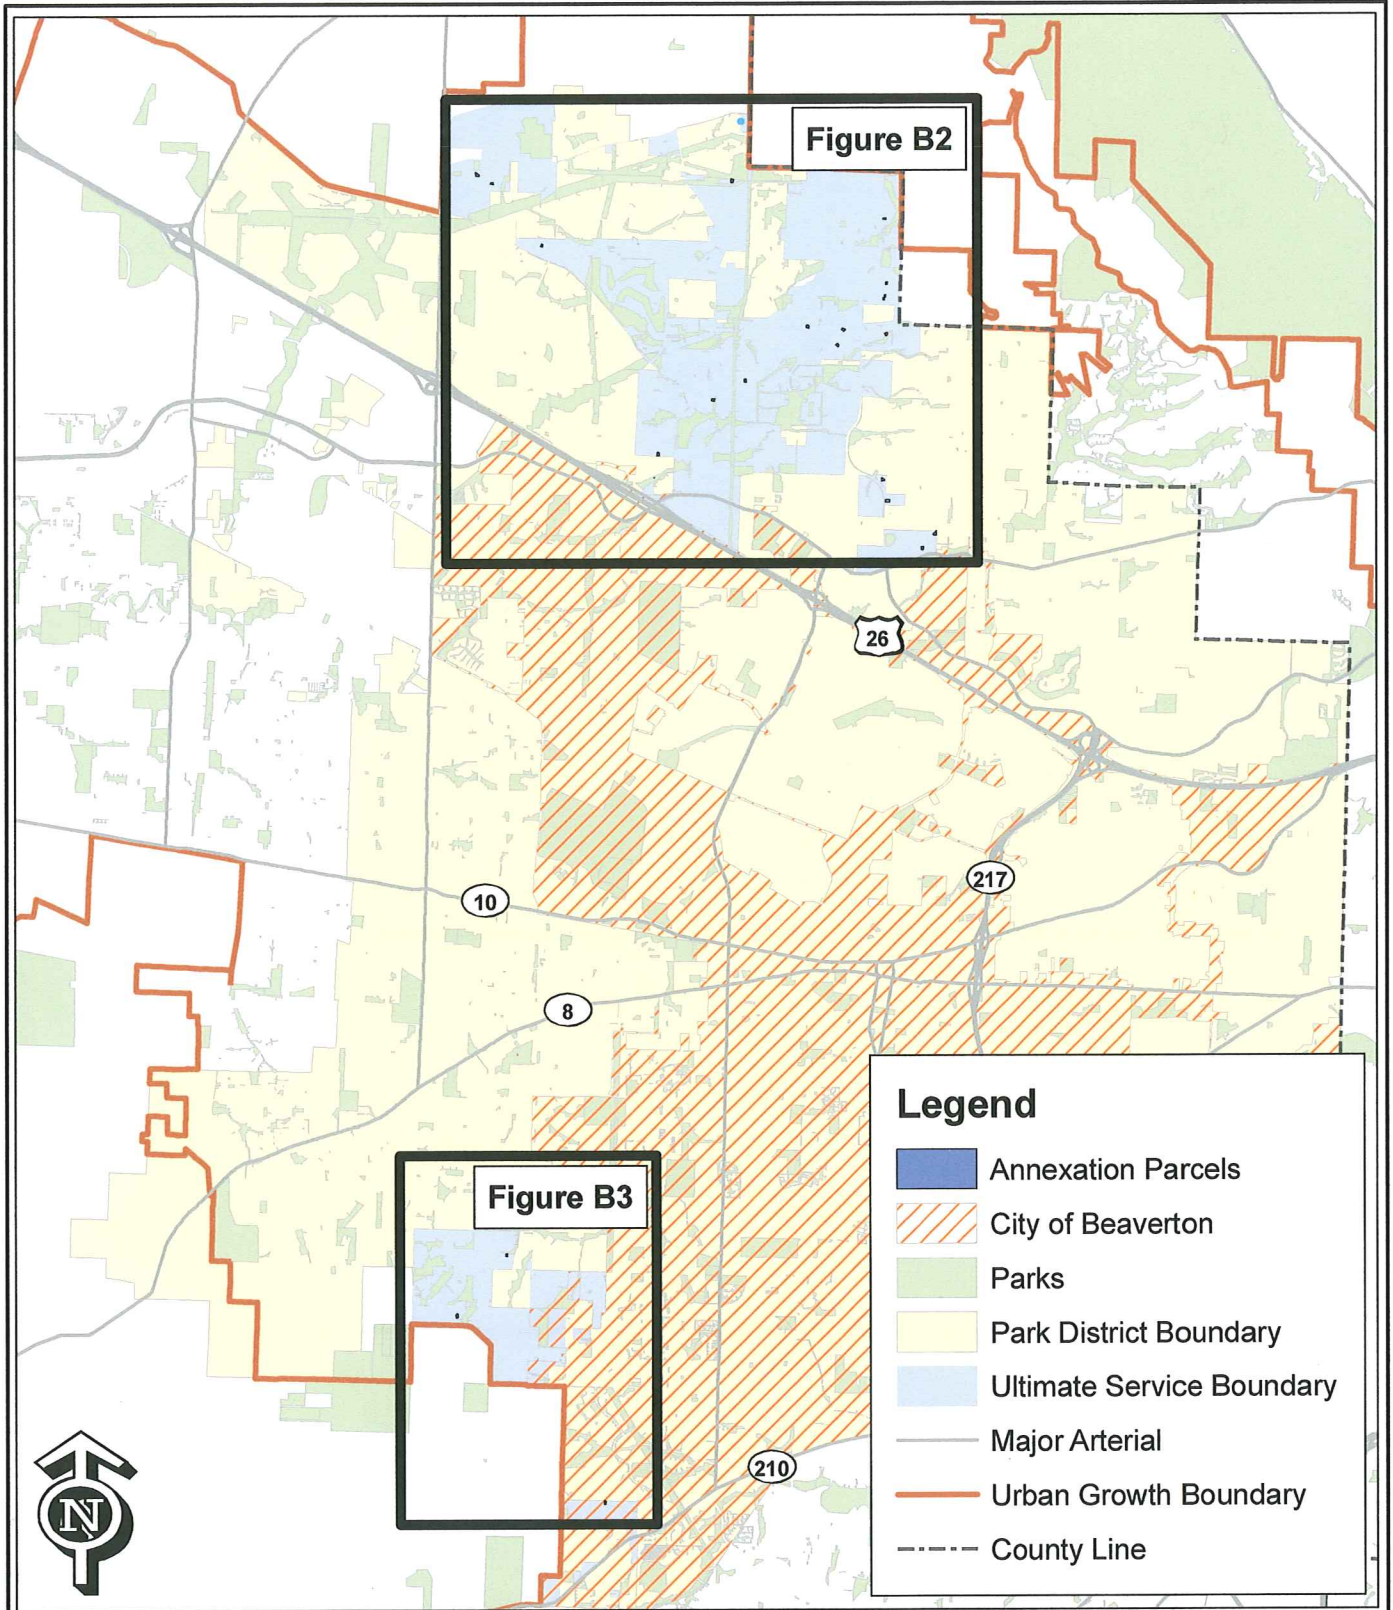 Figure B2
26
217
10
8
Figure B3
210
N
Legend
Annexation Parcels
City of Beaverton
Parks
Park District Boundary
Ultimate Service Boundary
Major Arterial
Urban Growth Boundary
County Line